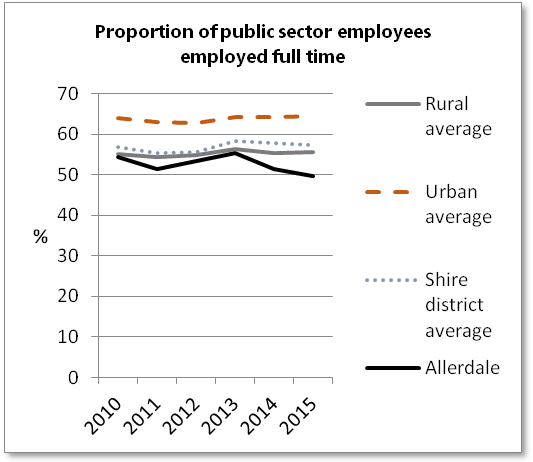 Proportion of public sector employees
employed full time
70
60
50
40
30
20
10
0
%
2010
2011
2012
2013
2014
2015
Rural
average
Urban
average
Shire
district
average
Allerdale